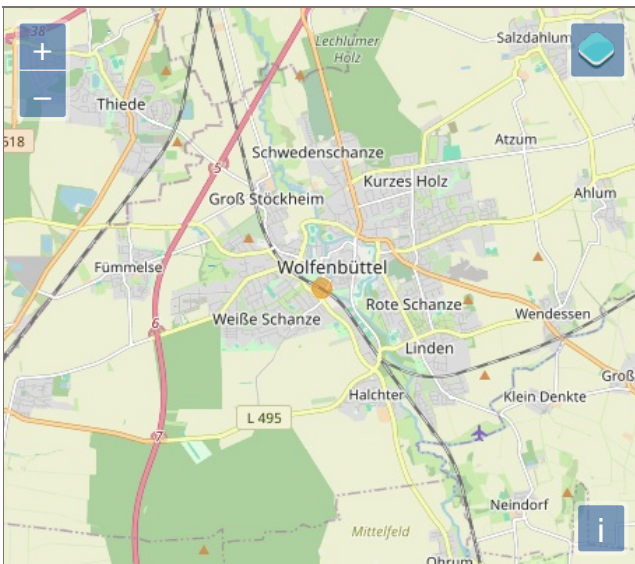 38
Lechlumer
Holz
Salzdahlum
+
−
Thiede
618
Atzum
Schwedenschanze
5
Kurzes Holz
Groß Stöckheim
Ahlum
Fümmelse
Wolfenbüttel
Rote Schanze
Wendessen
6
Weiße Schanze
Linden
Groß
Halchter
Klein Denkte
L 495
7
Neindorf
i
Mittelfeld
Ohrum